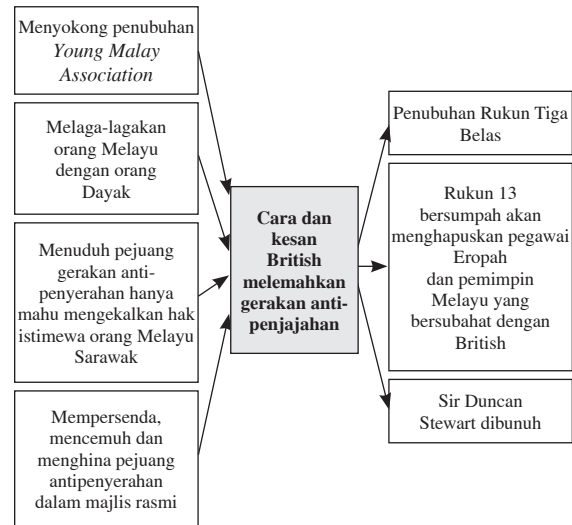 Menyokong penubuhan
Young Malay
Association
Melaga-lagakan
orang Melayu
dengan orang
Dayak
Menuduh pejuang
gerakan anti-
penyerahan hanya
mahu mengekalkan hak
istimewa orang Melayu
Sarawak
Mempersenda,
mencemuh dan
menghina pejuang
antipenyerahan
dalam majlis rasmi
Cara dan
kesan
British
melemahkan
gerakan anti-
penjajahan
Penubuhan Rukun Tiga
Belas
Rukun 13
bersumpah akan
menghapuskan pegawai
Eropah
dan pemimpin
Melayu yang
bersubahat dengan
British
Sir Duncan
Stewart dibunuh